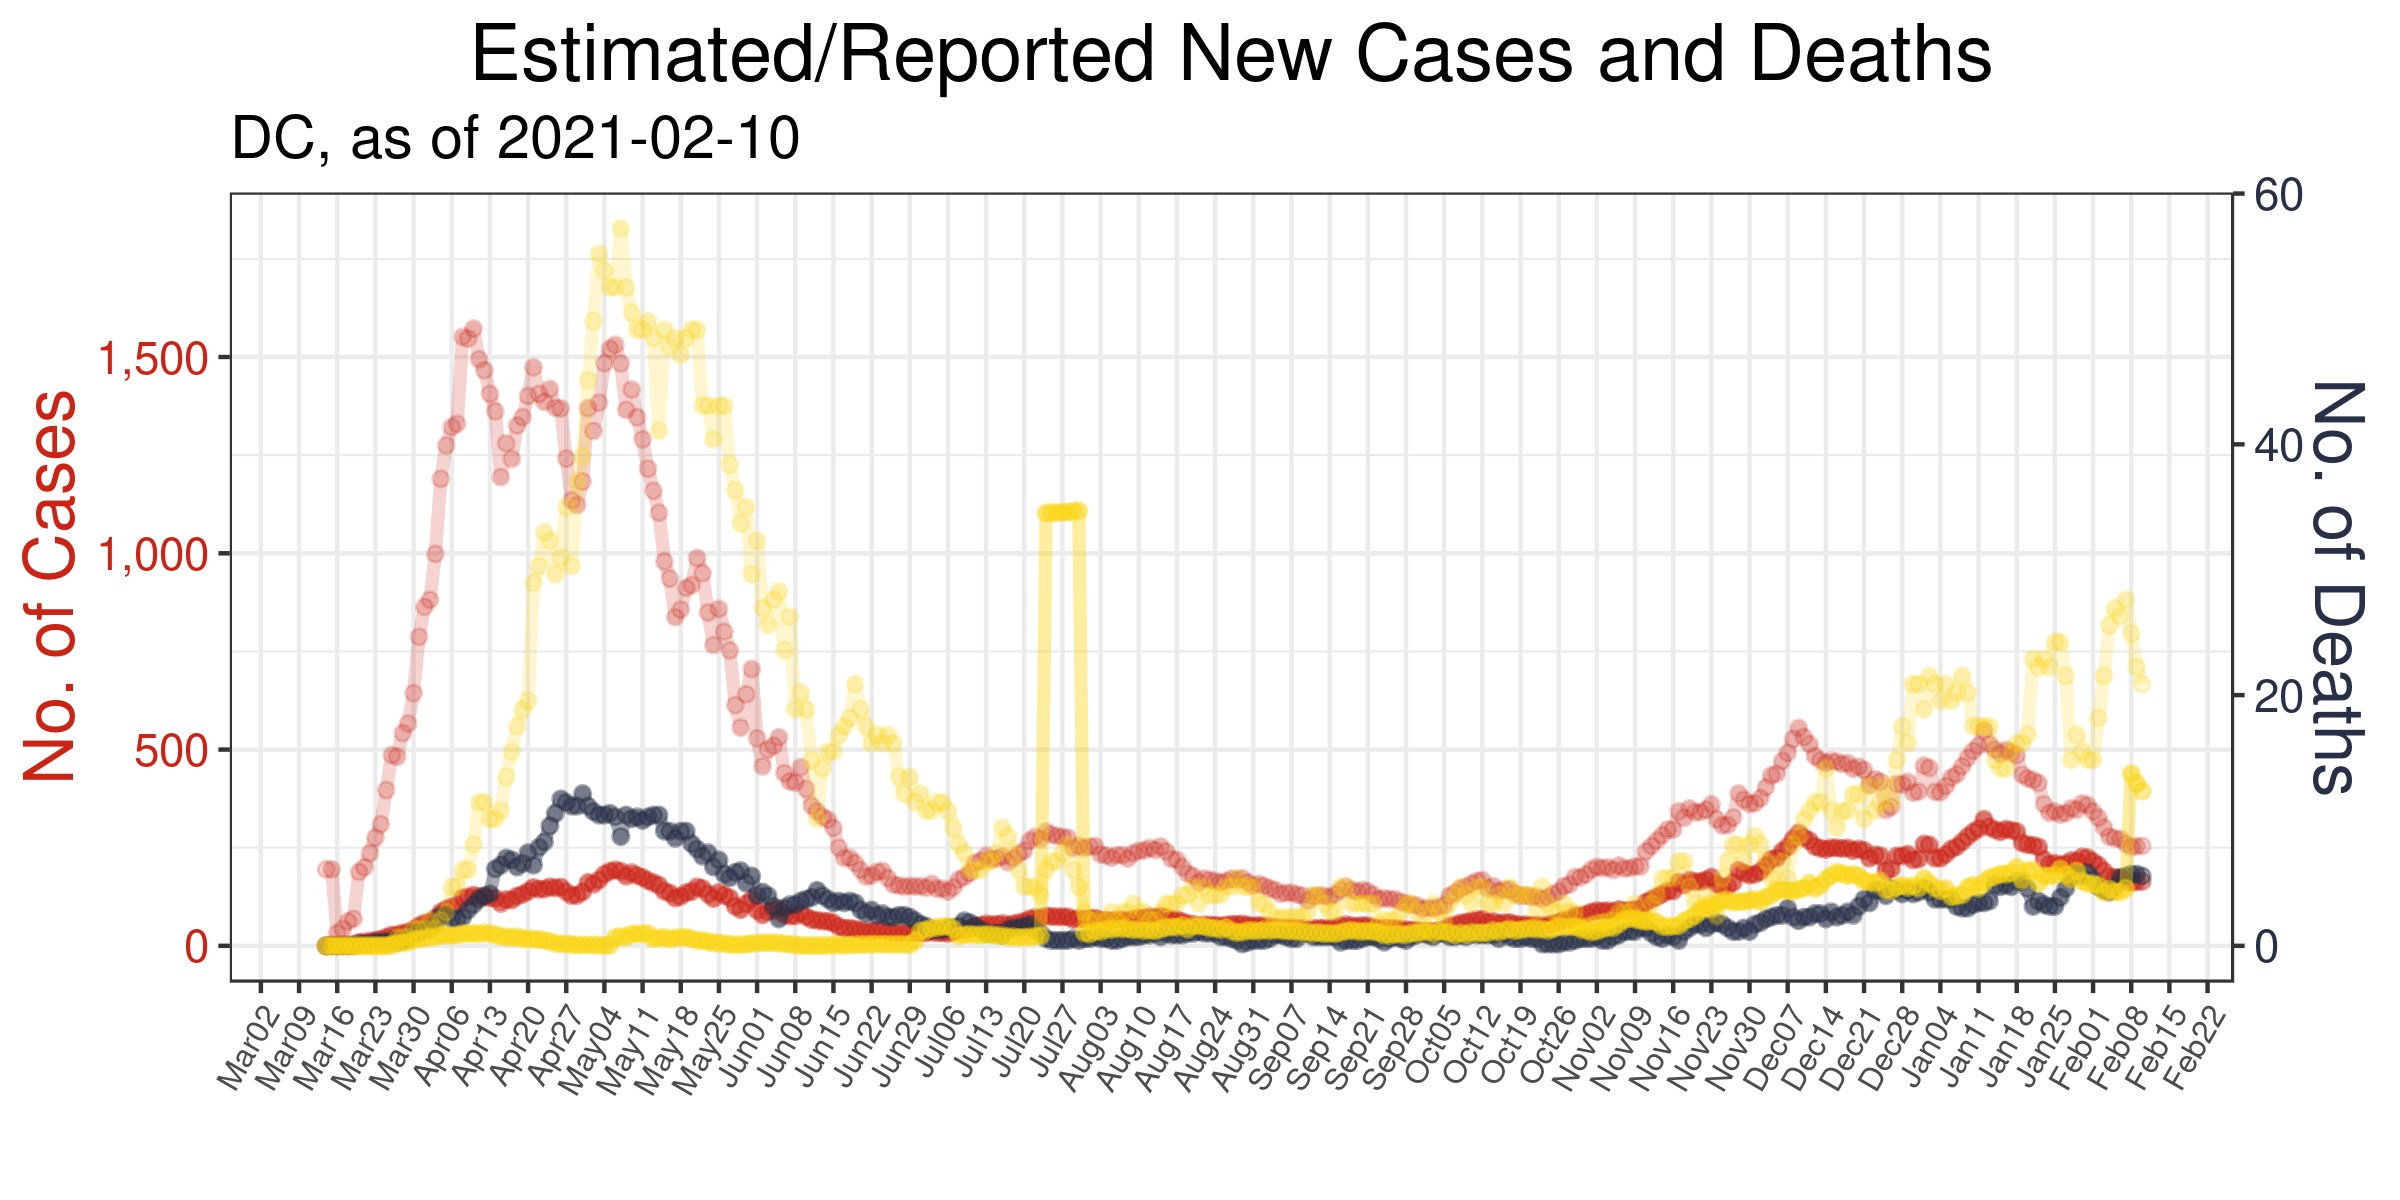 Estimated/Reported New Cases and Deaths
DC, as of 2021-02-10
No. of Cases
1,500
1,000
500
0
60
40
20
0
No. of Deaths
Mar02
Mar09
Mar16
Mar23
Mar30
Apr06
Apr13
Apr20
Apr27
May04
May11
May18
May25
Jun01
Jun08
Jun15
Jun22
Jun29
Jul06
Jul13
Jul20
Jul27
Aug03
Aug10
Aug17
Aug24
Aug31
Sep07
Sep14
Sep21
Sep28
Oct05
Oct12
Oct19
Oct26
Nov02
Nov09
Nov16
Nov23
Nov30
Dec07
Dec14
Dec21
Dec28
Jan04
Jan11
Jan18
Jan25
Feb01
Feb08
Feb15
Feb22